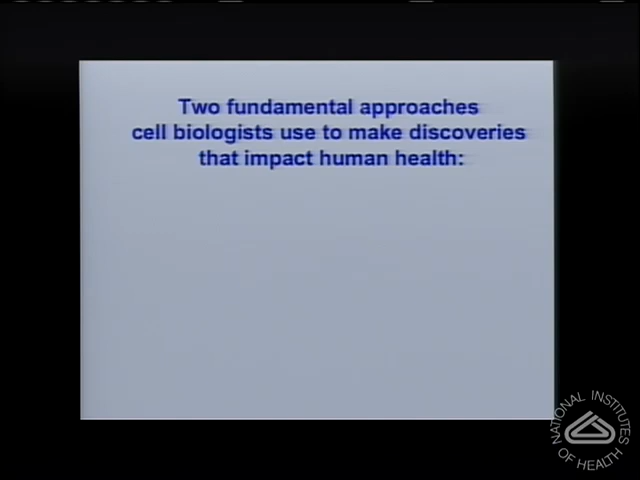 Two fundamental approaches
cell biologists use to make discoveries
that impact human health:
NATIONAL INSTITUTES
OF HEALTH